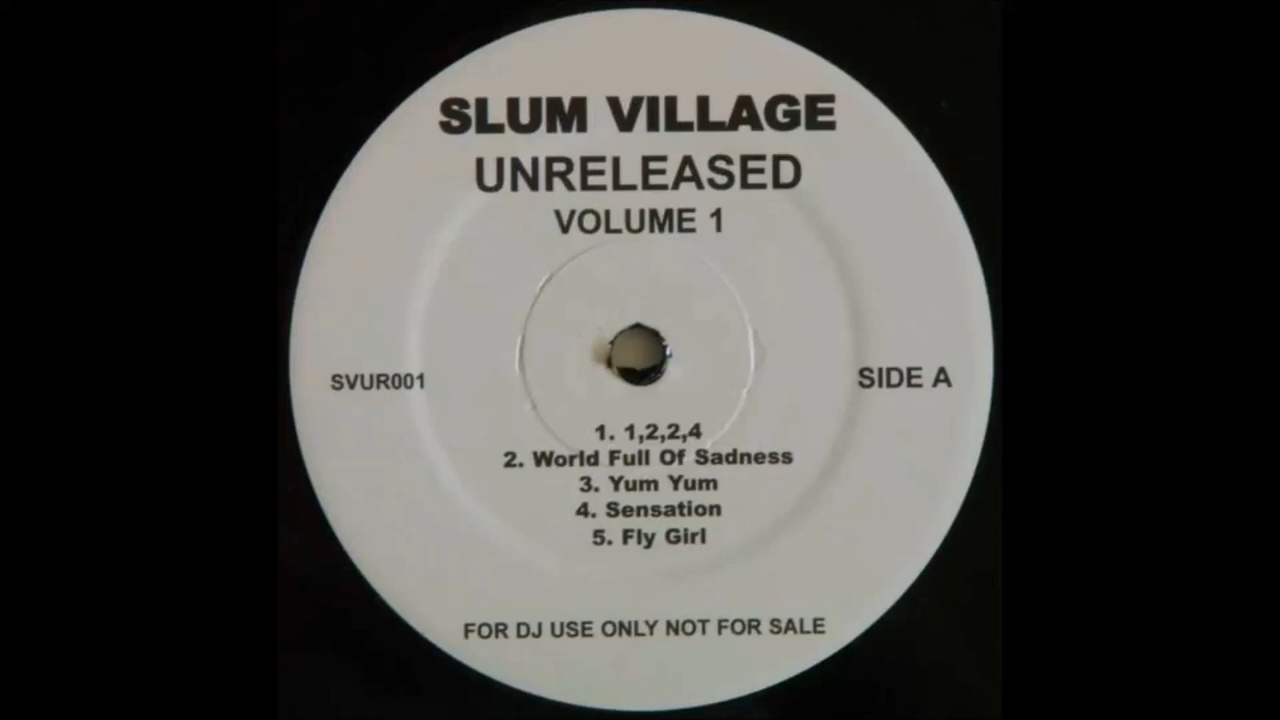 SLUM VILLAGE
UNRELEASED
VOLUME 1
SVUR001
SIDE A
1. 1,2,2,4
2. World Full Of Sadness
3. Yum Yum
4. Sensation
5. Fly Girl
FOR DJ USE ONLY NOT FOR SALE